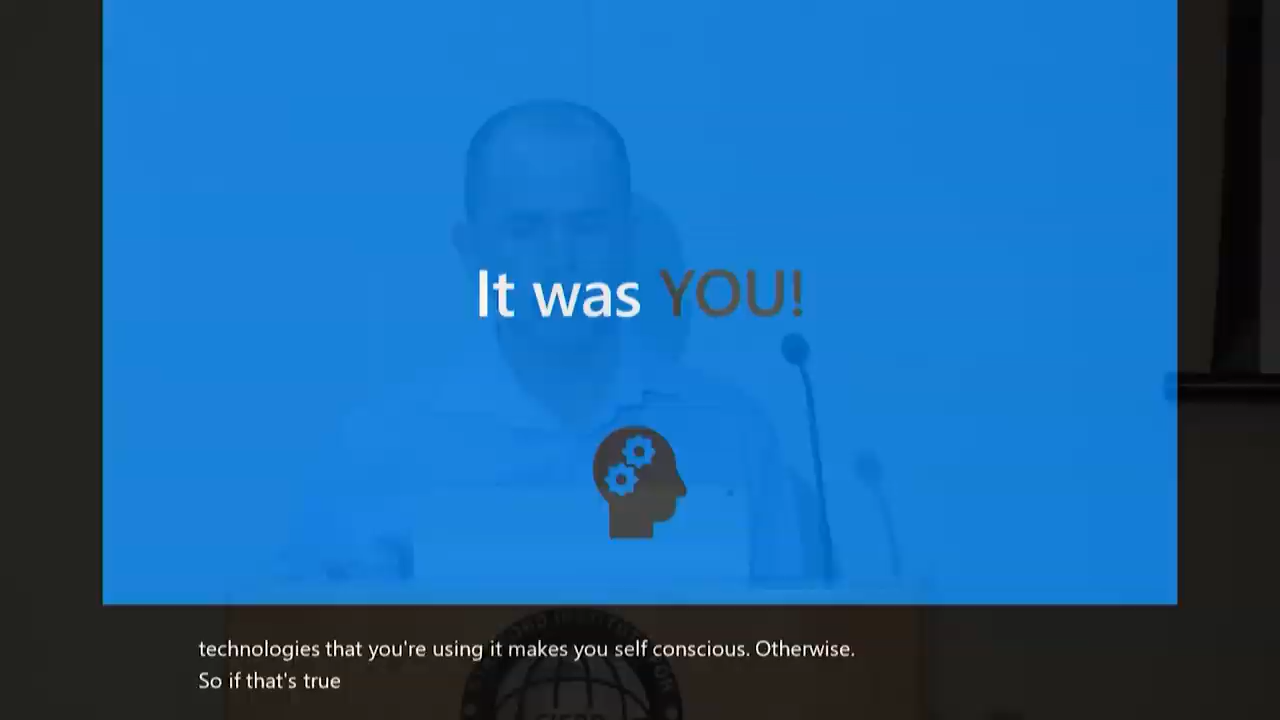 It was YOU!
technologies that you're using it makes you self conscious. Otherwise.
So if that's true